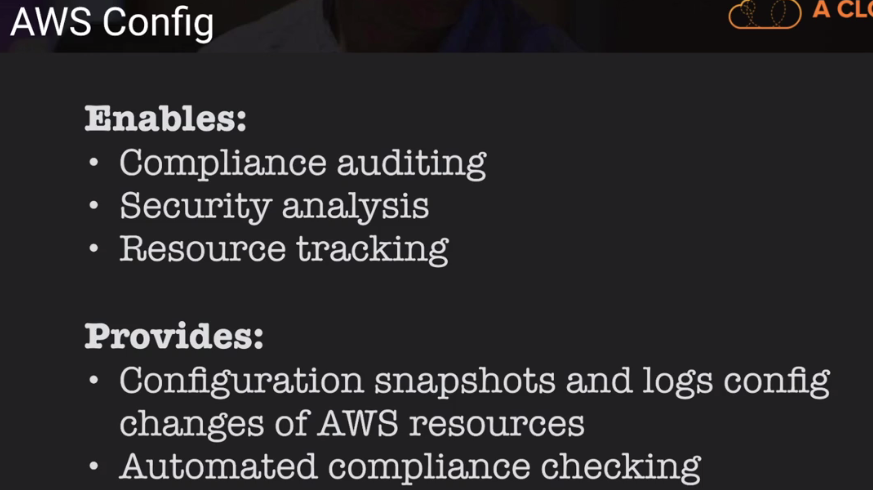 AWS Config
A CLO
Enables:
• Compliance auditing
• Security analysis
• Resource tracking
Provides:
• Configuration snapshots and logs config
changes of AWS resources
• Automated compliance checking